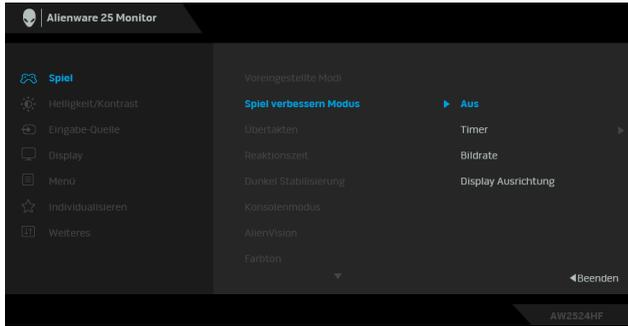 Alienware 25 Monitor
Spiel
Helligkeit/Kontrast
Eingabe-Quelle
Display
Menü
Individualisieren
Weiteres
Voreingestellte Modi
Spiel verbessern Modus
Übertakten
Reaktionszeit
Dunkel Stabilisierung
Konsolenmodus
AlienVision
Farbton
Aus
Timer
Bildrate
Display Ausrichtung
Beenden
AW2524HF